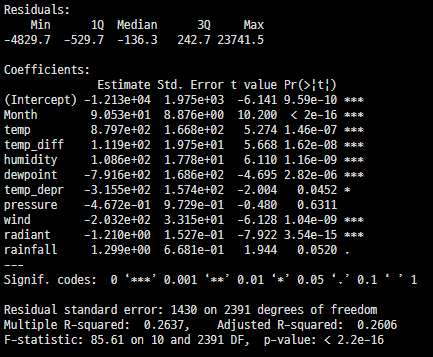 Residuals:
    Min      1Q  Median      3Q     Max
-4829.7  -529.7  -136.3   242.7 23741.5
Coefficients:
              Estimate Std. Error t value Pr(>¦t¦)
(Intercept) -1.213e+04  1.975e+03  -6.141 9.59e-10 ***
Month        9.053e+01  8.876e+00  10.200  < 2e-16 ***
temp         8.797e+02  1.668e+02   5.274 1.46e-07 ***
temp_diff    1.119e+02  1.975e+01   5.668 1.62e-08 ***
humidity     1.086e+02  1.778e+01   6.110 1.16e-09 ***
dewpoint    -7.916e+02  1.686e+02  -4.695 2.82e-06 ***
temp_depr   -3.155e+02  1.574e+02  -2.004   0.0452 *
pressure    -4.672e-01  9.729e-01  -0.480   0.6311
wind        -2.032e+02  3.315e+01  -6.128 1.04e-09 ***
radiant     -1.210e+00  1.527e-01  -7.922 3.54e-15 ***
rainfall     1.299e+00  6.681e-01   1.944   0.0520 .
---
Signif. codes:  0 ‘***’ 0.001 ‘**’ 0.01 ‘*’ 0.05 ‘.’ 0.1 ‘ ’ 1
Residual standard error: 1430 on 2391 degrees of freedom
Multiple R-squared:  0.2637,    Adjusted R-squared:  0.2606
F-statistic: 85.61 on 10 and 2391 DF,  p-value: < 2.2e-16